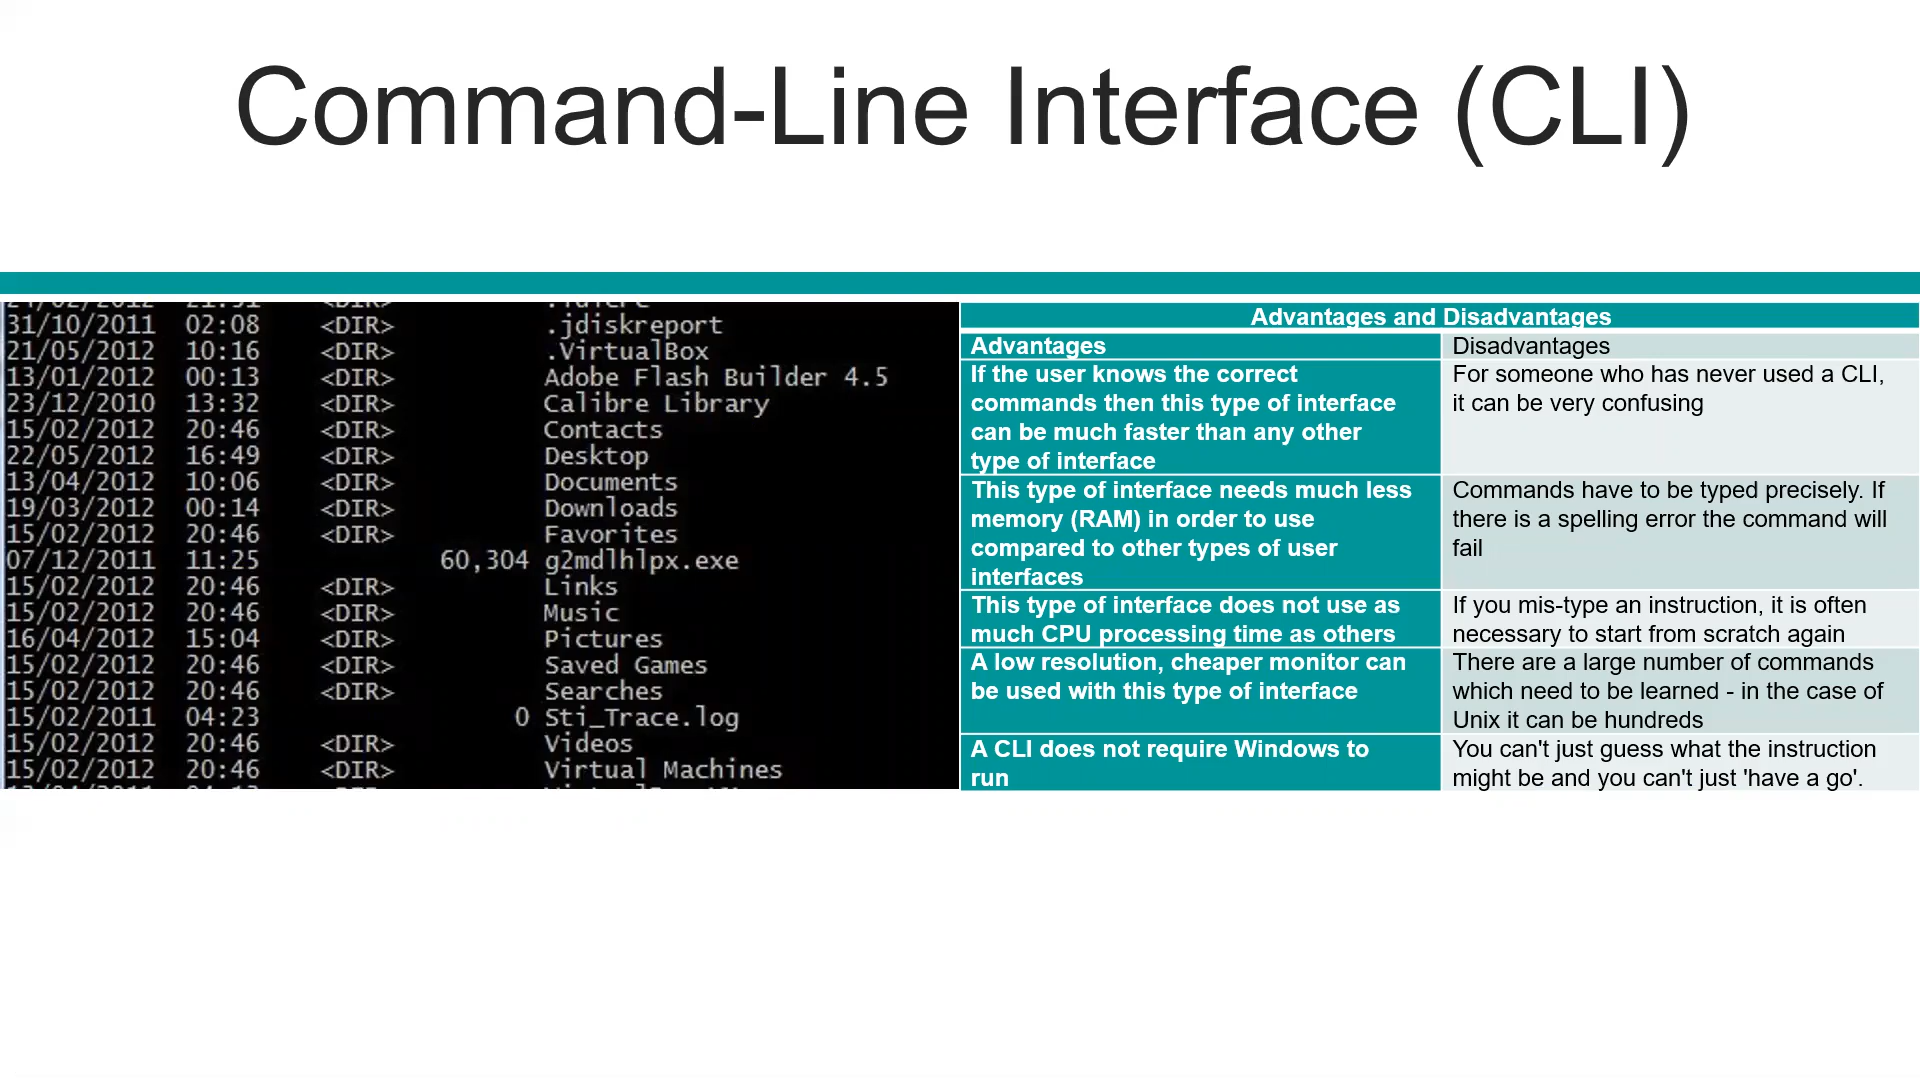 Command-Line Interface (CLI)
31/10/2011 02:08 <DIR> .jdiskreport
21/05/2012 10:16 <DIR> .VirtualBox
13/01/2012 00:13 <DIR> Adobe Flash Builder 4.5
23/12/2010 13:32 <DIR> Calibre Library
15/02/2012 20:46 <DIR> Contacts
22/05/2012 16:49 <DIR> Desktop
13/04/2012 10:06 <DIR> Documents
19/03/2012 00:14 <DIR> Downloads
15/02/2012 20:46 <DIR> Favorites
07/12/2011 11:25 60,304 g2mdlhlpx.exe
15/02/2012 20:46 <DIR> Links
15/02/2012 20:46 <DIR> Music
16/04/2012 15:04 <DIR> Pictures
15/02/2012 20:46 <DIR> Saved Games
15/02/2012 20:46 <DIR> Searches
15/02/2011 04:23 0 Sti_Trace.log
15/02/2012 20:46 <DIR> Videos
15/02/2012 20:46 <DIR> Virtual Machines
Advantages and Disadvantages
Advantages
Disadvantages
If the user knows the correct
commands then this type of interface
can be much faster than any other
type of interface
For someone who has never used a CLI,
it can be very confusing
This type of interface needs much less
memory (RAM) in order to use
compared to other types of user
interfaces
Commands have to be typed precisely. If
there is a spelling error the command will
fail
This type of interface does not use as
much CPU processing time as others
If you mis-type an instruction, it is often
necessary to start from scratch again
A low resolution, cheaper monitor can
be used with this type of interface
There are a large number of commands
which need to be learned - in the case of
Unix it can be hundreds
A CLI does not require Windows to
run
You can't just guess what the instruction
might be and you can't just 'have a go'.